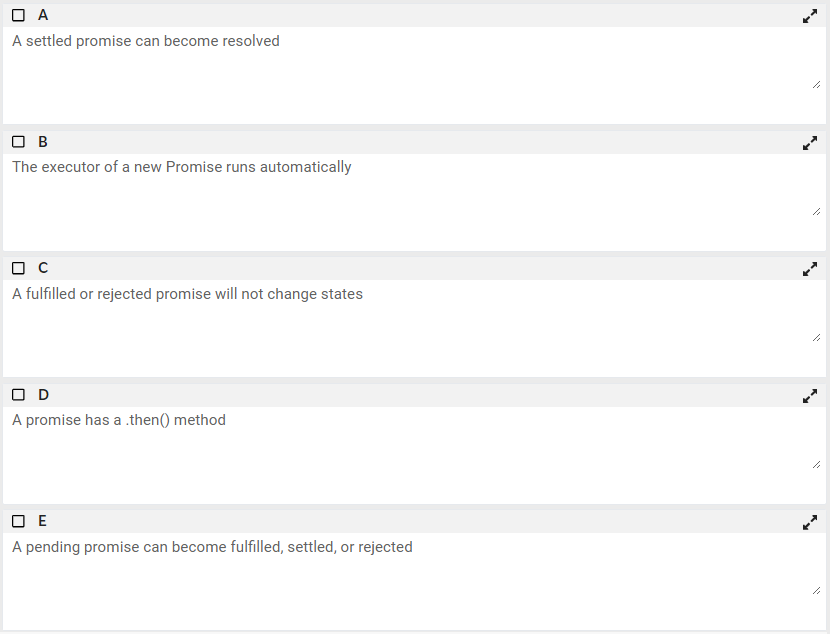 A
A settled promise can become resolved
B
The executor of a new Promise runs automatically
C
A fulfilled or rejected promise will not change states
D
A promise has a .then() method
E
A pending promise can become fulfilled, settled, or rejected